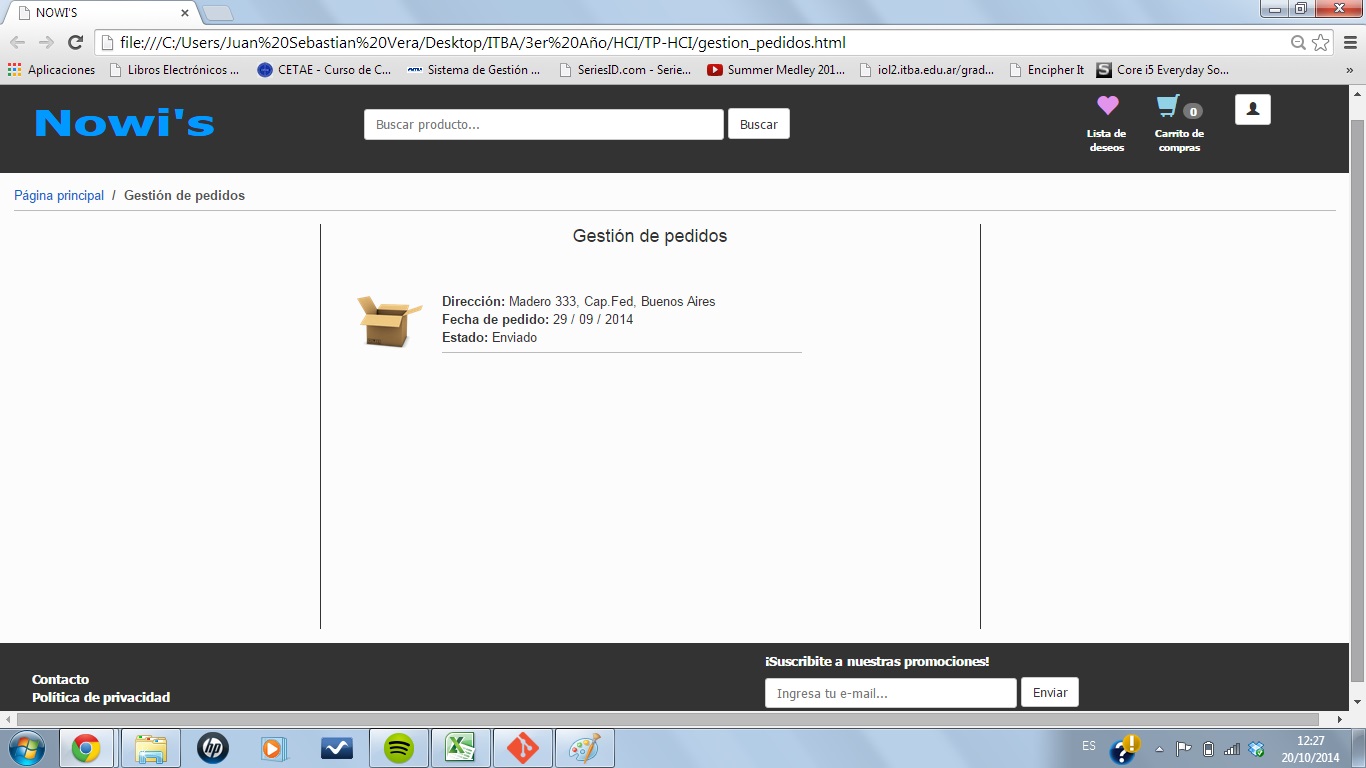 NOWI'S
file:///C:/Users/Juan%20Sebastian%20Vera/Desktop/ITBA/3er%20Año/HCI/TP-HCI/gestion_pedidos.html
Aplicaciones Libros Electrónicos ... CETAE - Curso de C... Sistema de Gestión ... SeriesID.com - Serie... Summer Medley 201... iol2.itba.edu.ar/grad... Encipher It Core i5 Everyday So... »
Nowi's
Buscar producto...
Buscar
Lista de
deseos
0
Carrito de
compras
Página principal / Gestión de pedidos
Gestión de pedidos
Dirección: Madero 333, Cap.Fed, Buenos Aires
Fecha de pedido: 29 / 09 / 2014
Estado: Enviado
Contacto
Política de privacidad
¡Suscribite a nuestras promociones!
Ingresa tu e-mail...
Enviar
hp
ES
12:27
20/10/2014